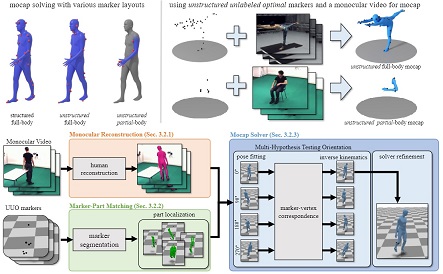 mocap solving with various marker layouts
using unstructured unlabeled optimal markers and a monocular video for mocap
structured
full-body
unstructured
full-body
unstructured
partial-body
unstructured full-body mocap
unstructured partial-body mocap
Monocular Video
Monocular Reconstruction (Sec. 3.2.1)
human
reconstruction
UUO markers
Marker-Part Matching (Sec. 3.2.2)
marker
segmentation
part localization
Mocap Solver (Sec. 3.2.3)
Multi-Hypothesis Testing Orientation
pose fitting
inverse kinematics
solver refinement
0°
marker-vertex
correspondence